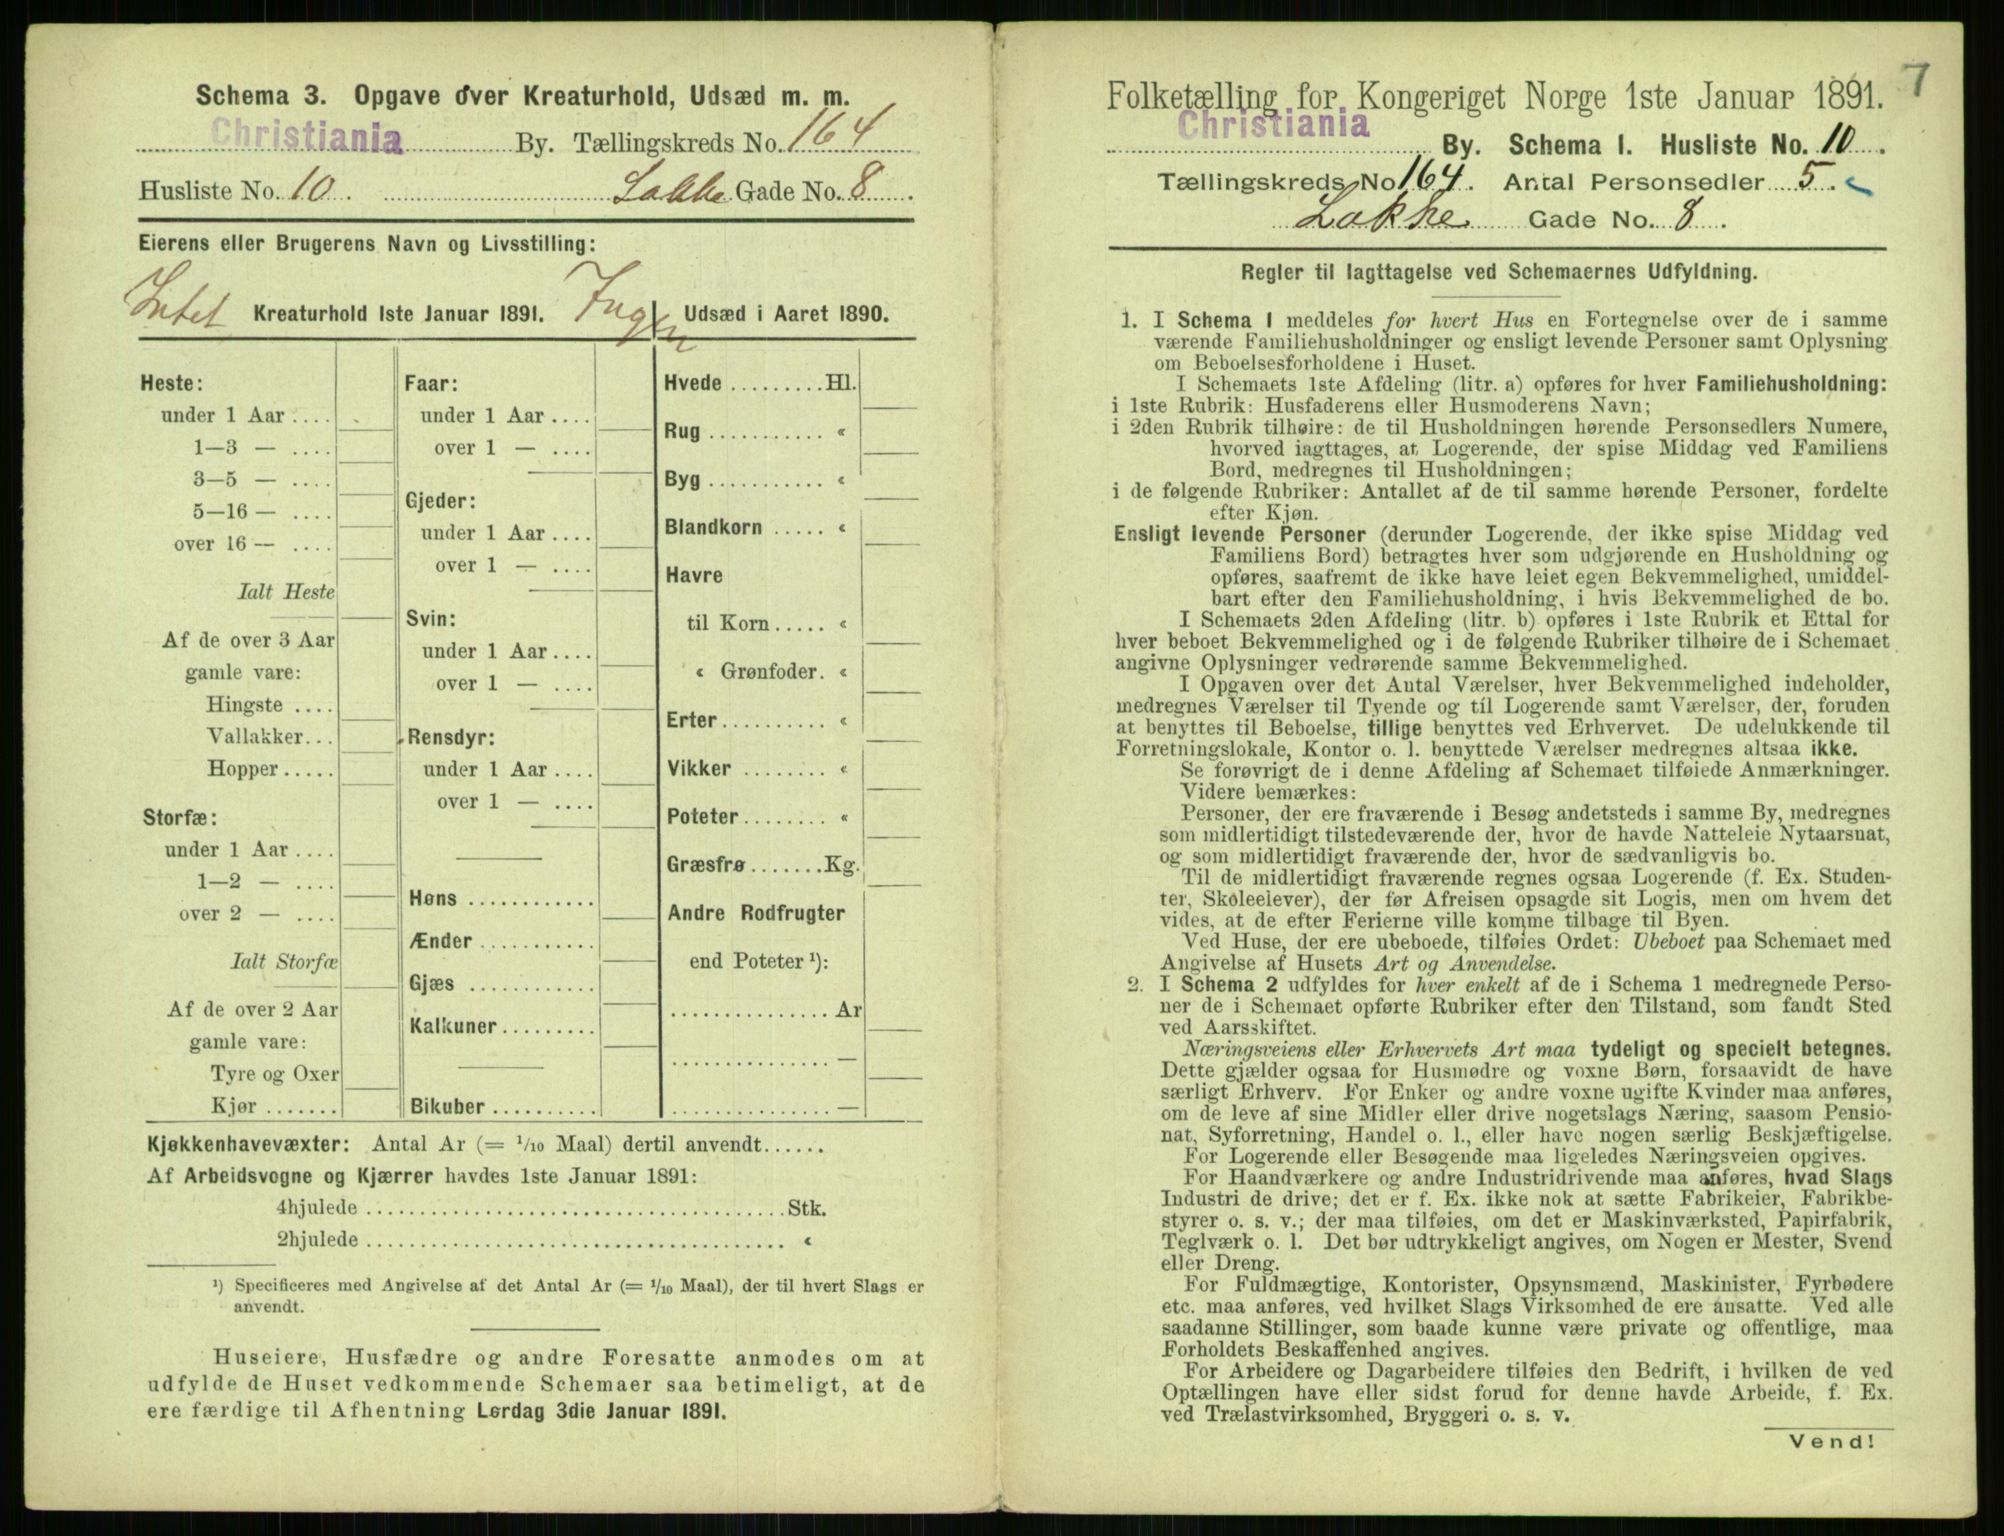 Schema 3. Opgave over Kreaturhold, Udsæd m. m.
Christiania By. Tællingskreds No. 164
Husliste No. 10. Løkke Gade No. 8.
Eierens eller Brugerens Navn og Livsstilling:
Intet Kreaturhold 1ste Januar 1891. Ingen Udsæd i Aaret 1890.
Heste:
under 1 Aar ....
1—3 — ....
3—5 — ....
5—16 — ....
over 16 — ....
Ialt Heste
Af de over 3 Aar
gamle vare:
Hingste ....
Vallakker...
Hopper.....
Storfæ:
under 1 Aar ....
1—2 — ....
over 2 — ....
Ialt Storfæ
Af de over 2 Aar
gamle vare:
Tyre og Oxer
Kjør .......
Faar:
under 1 Aar ....
over 1 — ....
Gjeder:
under 1 Aar ....
over 1 — ....
Svin:
under 1 Aar ....
over 1 — ....
Rensdyr:
under 1 Aar ....
over 1 — ....
Høns ............
Ænder ...........
Gjæs ............
Kalkuner.........
Bikuber ..........
Hvede .........Hl.
Rug ........... «
Byg ........... «
Blandkorn ..... «
Havre
til Korn ..... «
« Grønfoder. «
Erter.......... «
Vikker ........ «
Poteter........ «
Græsfrø.......Kg.
Andre Rodfrugter
end Poteter ¹):
............... Ar
............... —
............... —
Kjøkkenhavevæxter: Antal Ar (= 1/10 Maal) dertil anvendt......
Af Arbeidsvogne og Kjærrer havdes 1ste Januar 1891:
4hjulede ........................................Stk.
2hjulede ........................................ «
¹) Specificeres med Angivelse af det Antal Ar (= 1/10 Maal), der til hvert Slags er
anvendt.
Huseiere, Husfædre og andre Foresatte anmodes om at
udfylde de Huset vedkommende Schemaer saa betimeligt, at de
ere færdige til Afhentning Lørdag 3die Januar 1891.
7
Folketælling for Kongeriget Norge 1ste Januar 1891.
Christiania By. Schema 1. Husliste No. 10.
Tællingskreds No 164. Antal Personsedler 5.
Løkke Gade No. 8.
Regler til Iagttagelse ved Schemaernes Udfyldning.
1. I Schema 1 meddeles for hvert Hus en Fortegnelse over de i samme
værende Familiehusholdninger og ensligt levende Personer samt Oplysning
om Beboelsesforholdene i Huset.
I Schemaets 1ste Afdeling (litr. a) opføres for hver Familiehusholdning:
i 1ste Rubrik: Husfaderens eller Husmoderens Navn;
i 2den Rubrik tilhøire: de til Husholdningen hørende Personsedlers Numere,
hvorved iagttages, at Logerende, der spise Middag ved Familiens
Bord, medregnes til Husholdningen;
i de følgende Rubriker: Antallet af de til samme hørende Personer, fordelte
efter Kjøn.
Ensligt levende Personer (derunder Logerende, der ikke spise Middag ved
Familiens Bord) betragtes hver som udgjørende en Husholdning og
opføres, saafremt de ikke have leiet egen Bekvemmelighed, umiddel-
bart efter den Familiehusholdning, i hvis Bekvemmelighed de bo.
I Schemaets 2den Afdeling (litr. b) opføres i 1ste Rubrik et Ettal for
hver beboet Bekvemmelighed og i de følgende Rubriker tilhøire de i Schemaet
angivne Oplysninger vedrørende samme Bekvemmelighed.
I Opgaven over det Antal Værelser, hver Bekvemmelighed indeholder,
medregnes Værelser til Tyende og til Logerende samt Værelser, der, foruden
at benyttes til Beboelse, tillige benyttes ved Erhvervet. De udelukkende til
Forretningslokale, Kontor o. l. benyttede Værelser medregnes altsaa ikke.
Se forøvrigt de i denne Afdeling af Schemaet tilføiede Anmærkninger.
Videre bemærkes:
Personer, der ere fraværende i Besøg andetsteds i samme By, medregnes
som midlertidigt tilstedeværende der, hvor de havde Natteleie Nytaarsnat,
og som midlertidigt fraværende der, hvor de sædvanligvis bo.
Til de midlertidigt fraværende regnes ogsaa Logerende (f. Ex. Studen-
ter, Skoleelever), der før Afreisen opsagde sit Logis, men om hvem det
vides, at de efter Ferierne ville komme tilbage til Byen.
Ved Huse, der ere ubeboede, tilføies Ordet: Ubeboet paa Schemaet med
Angivelse af Husets Art og Anvendelse.
2. I Schema 2 udfyldes for hver enkelt af de i Schema 1 medregnede Perso-
ner de i Schemaet opførte Rubriker efter den Tilstand, som fandt Sted
ved Aarsskiftet.
Næringsveiens eller Erhvervets Art maa tydeligt og specielt betegnes.
Dette gjælder ogsaa for Husmødre og voxne Børn, forsaavidt de have
særligt Erhverv. For Enker og andre voxne ugifte Kvinder maa anføres,
om de leve af sine Midler eller drive nogetslags Næring, saasom Pensio-
nat, Syforretning, Handel o. l., eller have nogen særlig Beskjæftigelse.
For Logerende eller Besøgende maa ligeledes Næringsveien opgives.
For Haandværkere og andre Industridrivende maa anføres, hvad Slags
Industri de drive; det er f. Ex. ikke nok at sætte Fabrikeier, Fabrikbe-
styrer o. s. v.; der maa tilføies, om det er Maskinværksted, Papirfabrik,
Teglværk o. l. Det bør udtrykkeligt angives, om Nogen er Mester, Svend
eller Dreng.
For Fuldmægtige, Kontorister, Opsynsmænd, Maskinister, Fyrbødere
etc. maa anføres, ved hvilket Slags Virksomhed de ere ansatte. Ved alle
saadanne Stillinger, som baade kunne være private og offentlige, maa
Forholdets Beskaffenhed angives.
For Arbeidere og Dagarbeidere tilføies den Bedrift, i hvilken de ved
Optællingen have eller sidst forud for denne havde Arbeide, f. Ex.
ved Trælastvirksomhed, Bryggeri o. s. v.
Vend!